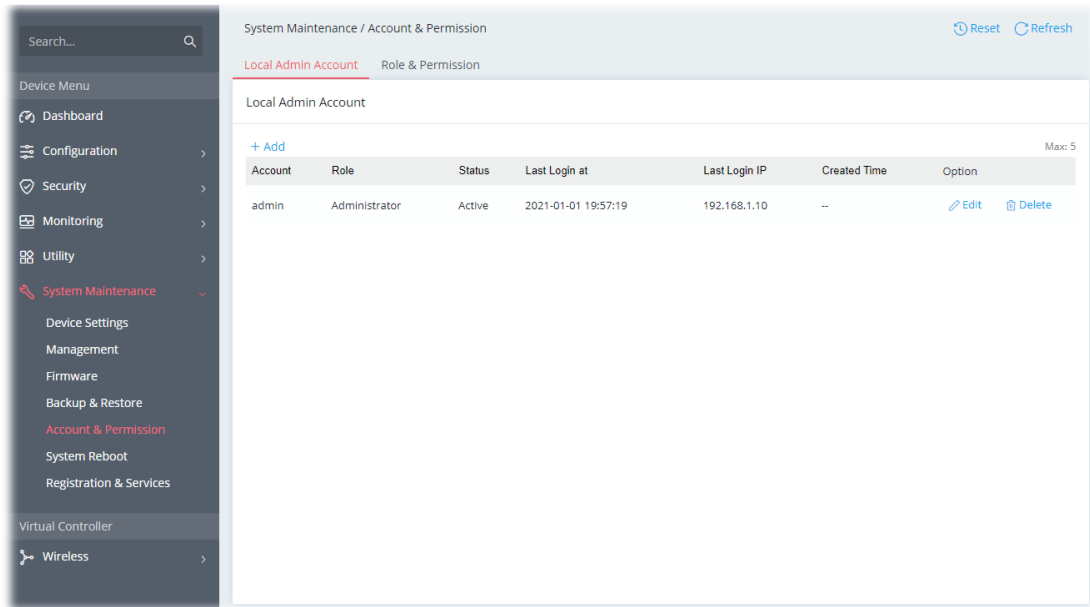 Search...
Device Menu
Dashboard
Configuration
Security
Monitoring
Utility
System Maintenance
Device Settings
Management
Firmware
Backup & Restore
Account & Permission
System Reboot
Registration & Services
Virtual Controller
Wireless
System Maintenance / Account & Permission
Reset Refresh
Local Admin Account Role & Permission
Local Admin Account
+ Add Max: 5
Account Role Status Last Login at Last Login IP Created Time Option
admin Administrator Active 2021-01-01 19:57:19 192.168.1.10 -- Edit Delete